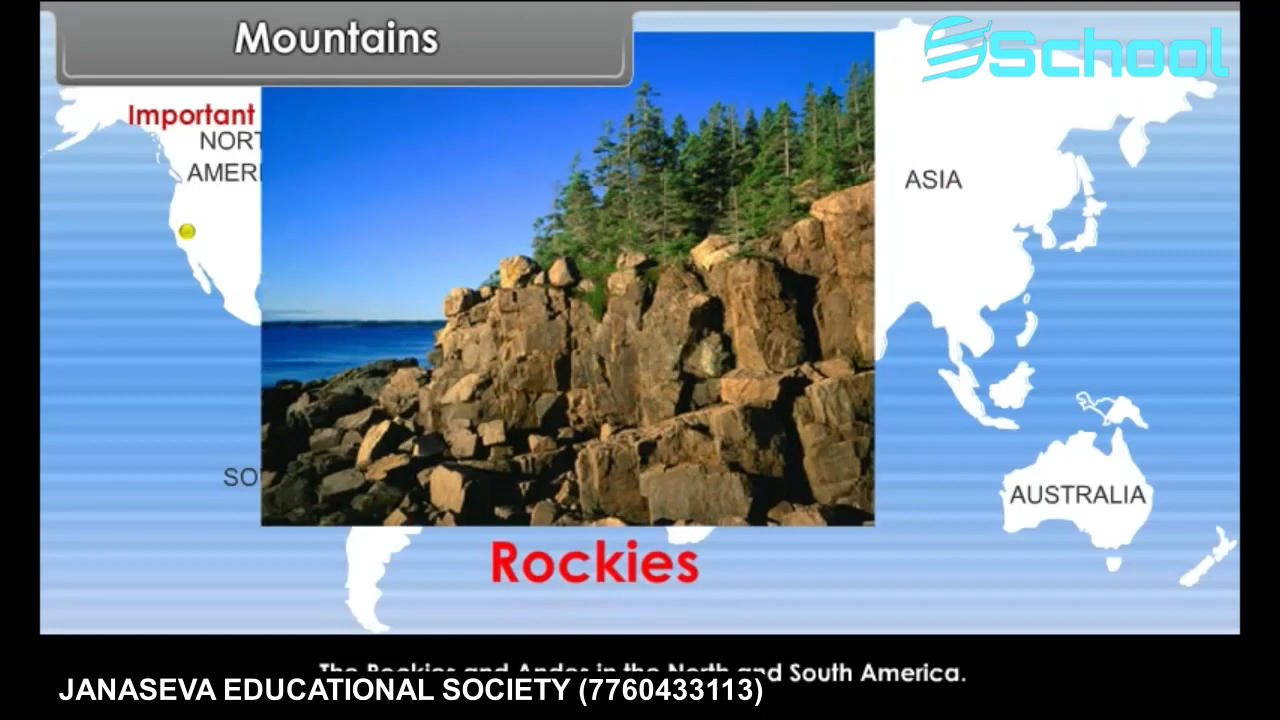 Mountains
School
Important
NORT
AMERI
ASIA
SO
AUSTRALIA
Rockies
The Rockies and Andes in the North and South America.
JANASEVA EDUCATIONAL SOCIETY (7760433113)